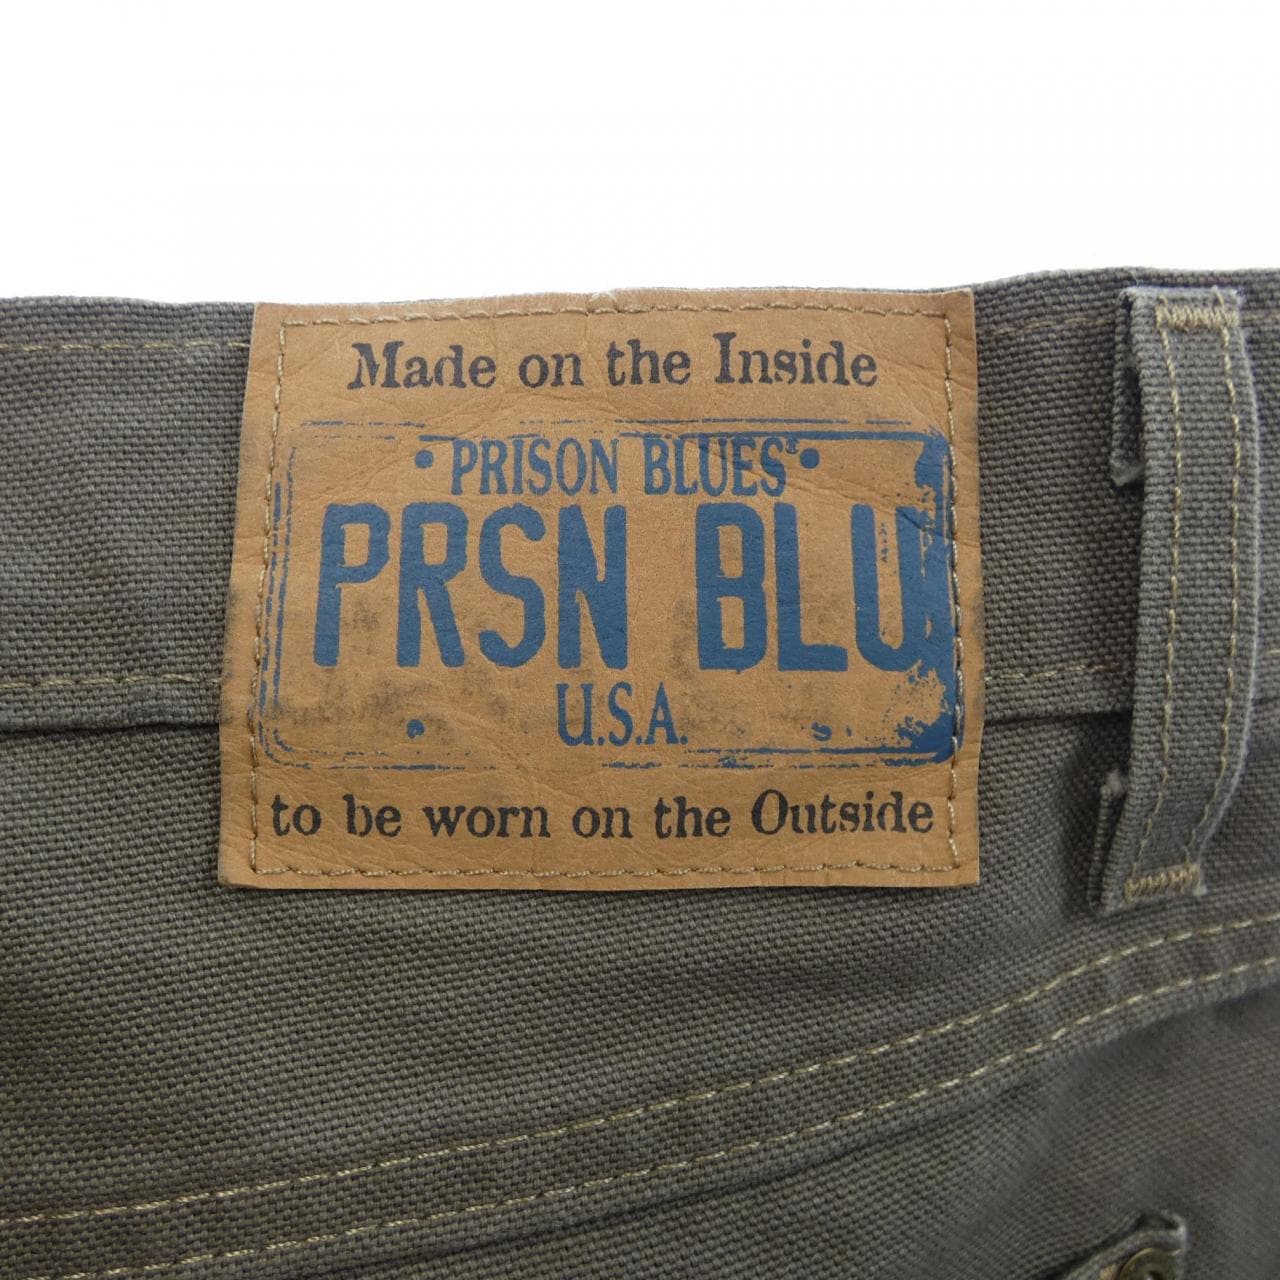 Made on the Inside
PRISON BLUES®
PRSN BLU
U.S.A.
to be worn on the Outside